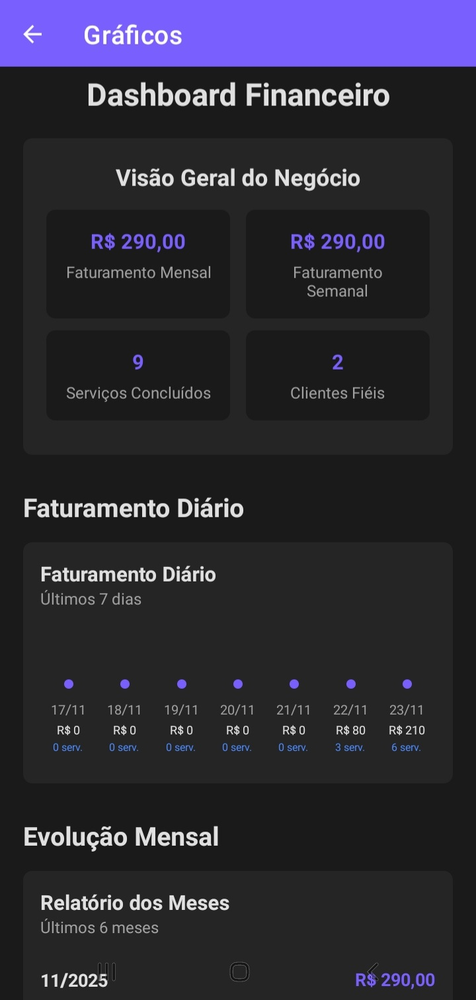 Gráficos
Dashboard Financeiro
Visão Geral do Negócio
R$ 290,00
Faturamento Mensal
R$ 290,00
Faturamento
Semanal
9
Serviços Concluídos
2
Clientes Fiéis
Faturamento Diário
Faturamento Diário
Últimos 7 dias
17/11 18/11 19/11 20/11 21/11 22/11 23/11
R$ 0 R$ 0 R$ 0 R$ 0 R$ 0 R$ 80 R$ 210
0 serv. 0 serv. 0 serv. 0 serv. 0 serv. 3 serv. 6 serv.
Evolução Mensal
Relatório dos Meses
Últimos 6 meses
11/2025 R$ 290,00